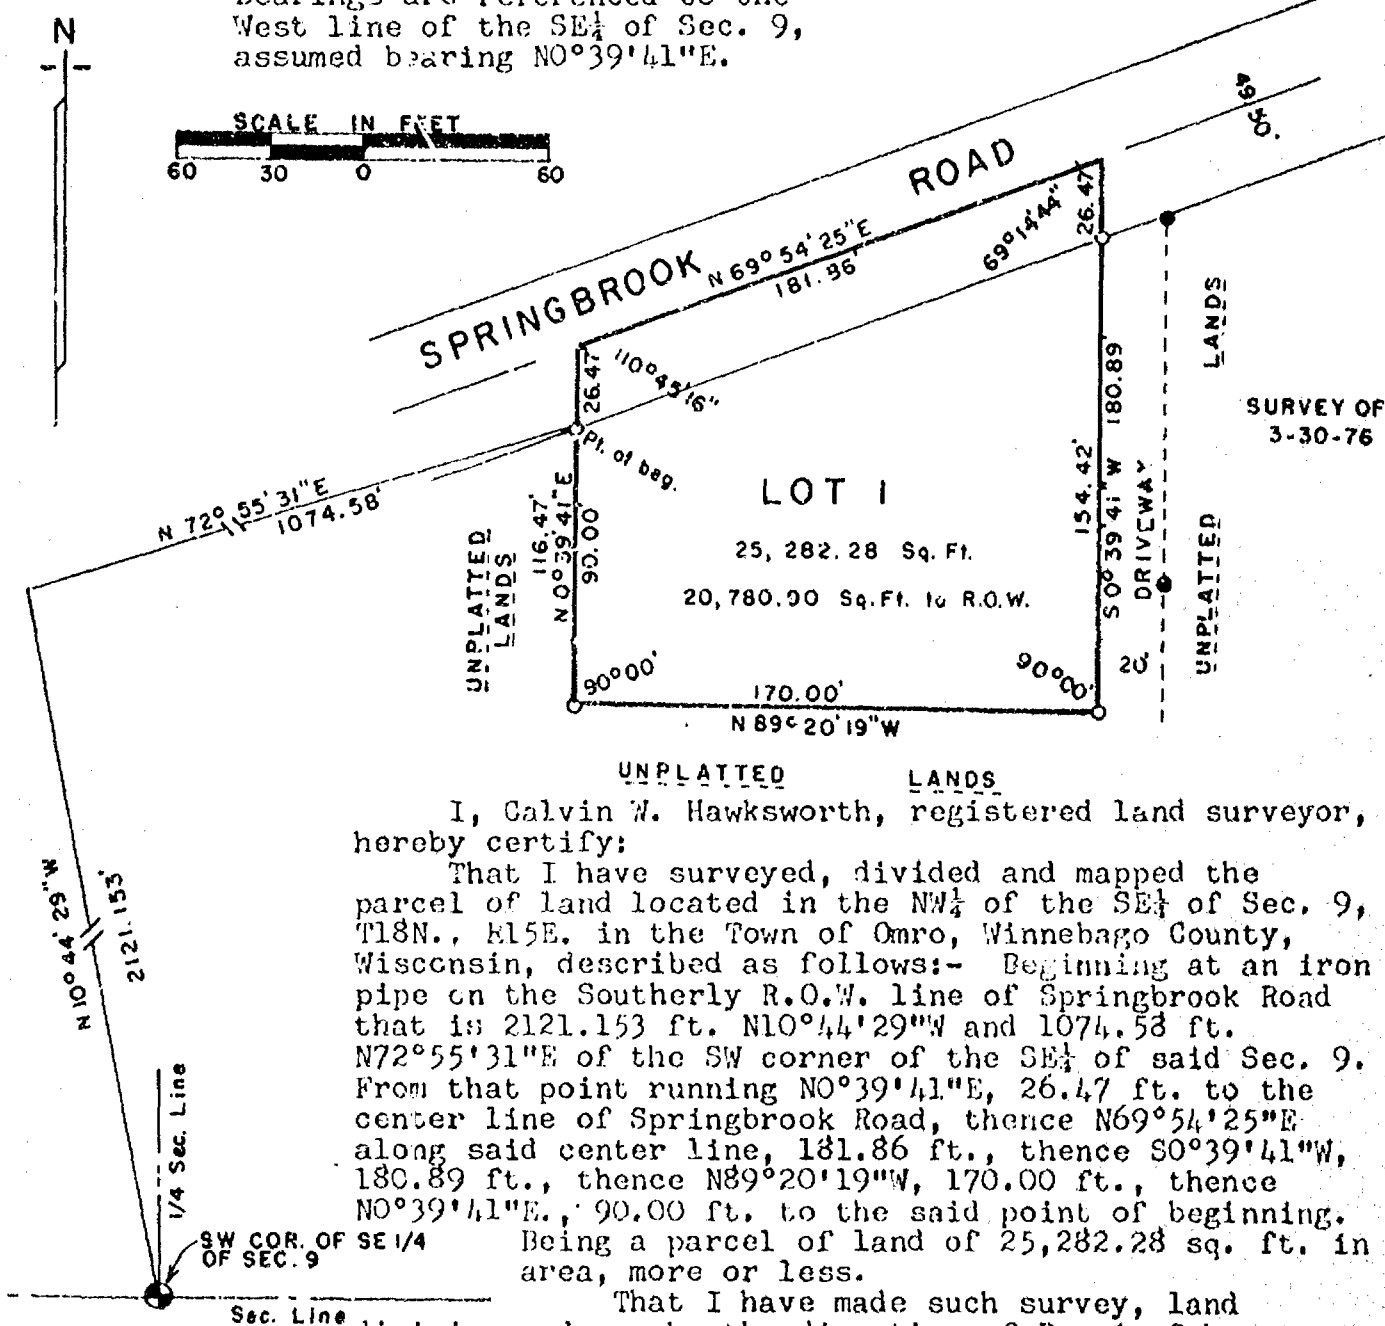 Bearings are referenced to the
West line of the SE¼ of Sec. 9,
assumed bearing N0°39'41"E.
N
SCALE IN FEET
60 30 0 60
SPRINGBROOK ROAD
49.50'
N 69° 54' 25" E
181.86'
69°14'44"
26.47
26.47
110°45'16"
Pt. of beg.
N 72° 55' 31" E
1074.58'
LOT 1
25, 282.28 Sq. Ft.
20,780.00 Sq. Ft. to R.O.W.
116.47'
N 0°39'41" E
90.00'
UNPLATTED
LANDS
180.89'
154.42'
S 0° 39' 41" W
DRIVEWAY
20'
UNPLATTED LANDS
SURVEY OF
3-30-76
90°00'
90°00'
170.00'
N 89° 20' 19" W
UNPLATTED LANDS
N 10° 44' 29" W
2121.153'
1/4 Sec. Line
SW COR. OF SE 1/4
OF SEC. 9
Sec. Line
I, Calvin W. Hawksworth, registered land surveyor,
hereby certify:
That I have surveyed, divided and mapped the
parcel of land located in the NW¼ of the SE¼ of Sec. 9,
T18N., R15E. in the Town of Omro, Winnebago County,
Wisconsin, described as follows:- Beginning at an iron
pipe on the Southerly R.O.W. line of Springbrook Road
that is 2121.153 ft. N10°44'29"W and 1074.58 ft.
N72°55'31"E of the SW corner of the SE¼ of said Sec. 9.
From that point running N0°39'41"E, 26.47 ft. to the
center line of Springbrook Road, thence N69°54'25"E
along said center line, 181.86 ft., thence S0°39'41"W,
180.89 ft., thence N89°20'19"W, 170.00 ft., thence
N0°39'41"E., 90.00 ft. to the said point of beginning.
Being a parcel of land of 25,282.28 sq. ft. in
area, more or less.
That I have made such survey, land